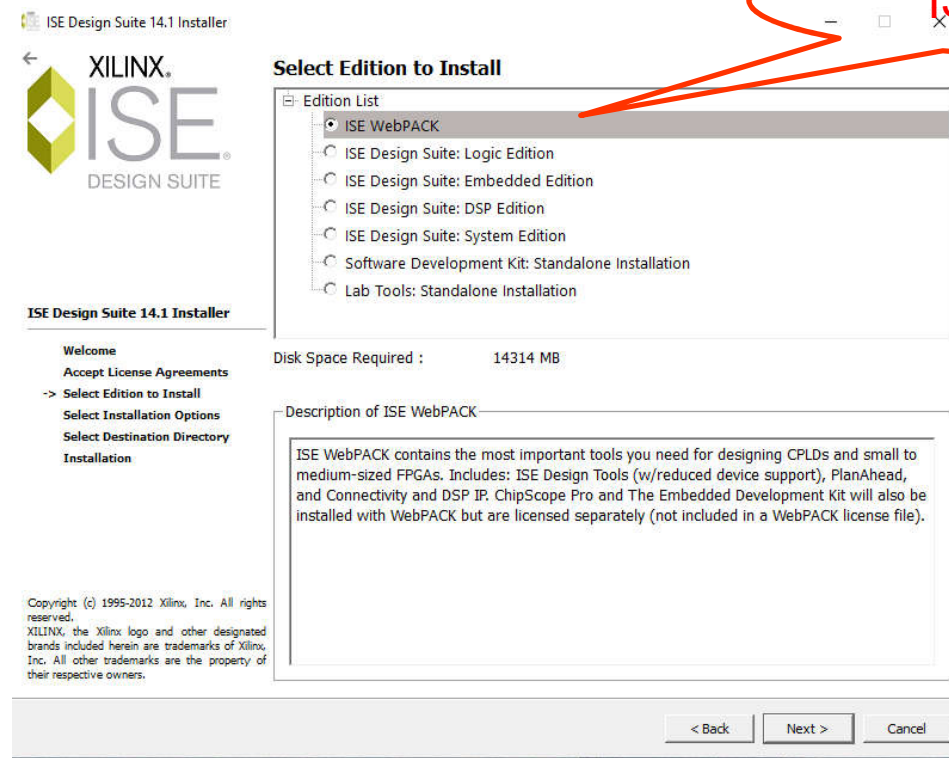 ISE Design Suite 14.1 Installer
XILINX®
ISE®
DESIGN SUITE
Select Edition to Install
Edition List
ISE WebPACK
ISE Design Suite: Logic Edition
ISE Design Suite: Embedded Edition
ISE Design Suite: DSP Edition
ISE Design Suite: System Edition
Software Development Kit: Standalone Installation
Lab Tools: Standalone Installation
ISE Design Suite 14.1 Installer
Welcome
Accept License Agreements
-> Select Edition to Install
Select Installation Options
Select Destination Directory
Installation
Disk Space Required : 14314 MB
Description of ISE WebPACK
ISE WebPACK contains the most important tools you need for designing CPLDs and small to
medium-sized FPGAs. Includes: ISE Design Tools (w/reduced device support), PlanAhead,
and Connectivity and DSP IP. ChipScope Pro and The Embedded Development Kit will also be
installed with WebPACK but are licensed separately (not included in a WebPACK license file).
Copyright (c) 1995-2012 Xilinx, Inc. All rights
reserved.
XILINX, the Xilinx logo and other designated
brands included herein are trademarks of Xilinx,
Inc. All other trademarks are the property of
their respective owners.
< Back
Next >
Cancel